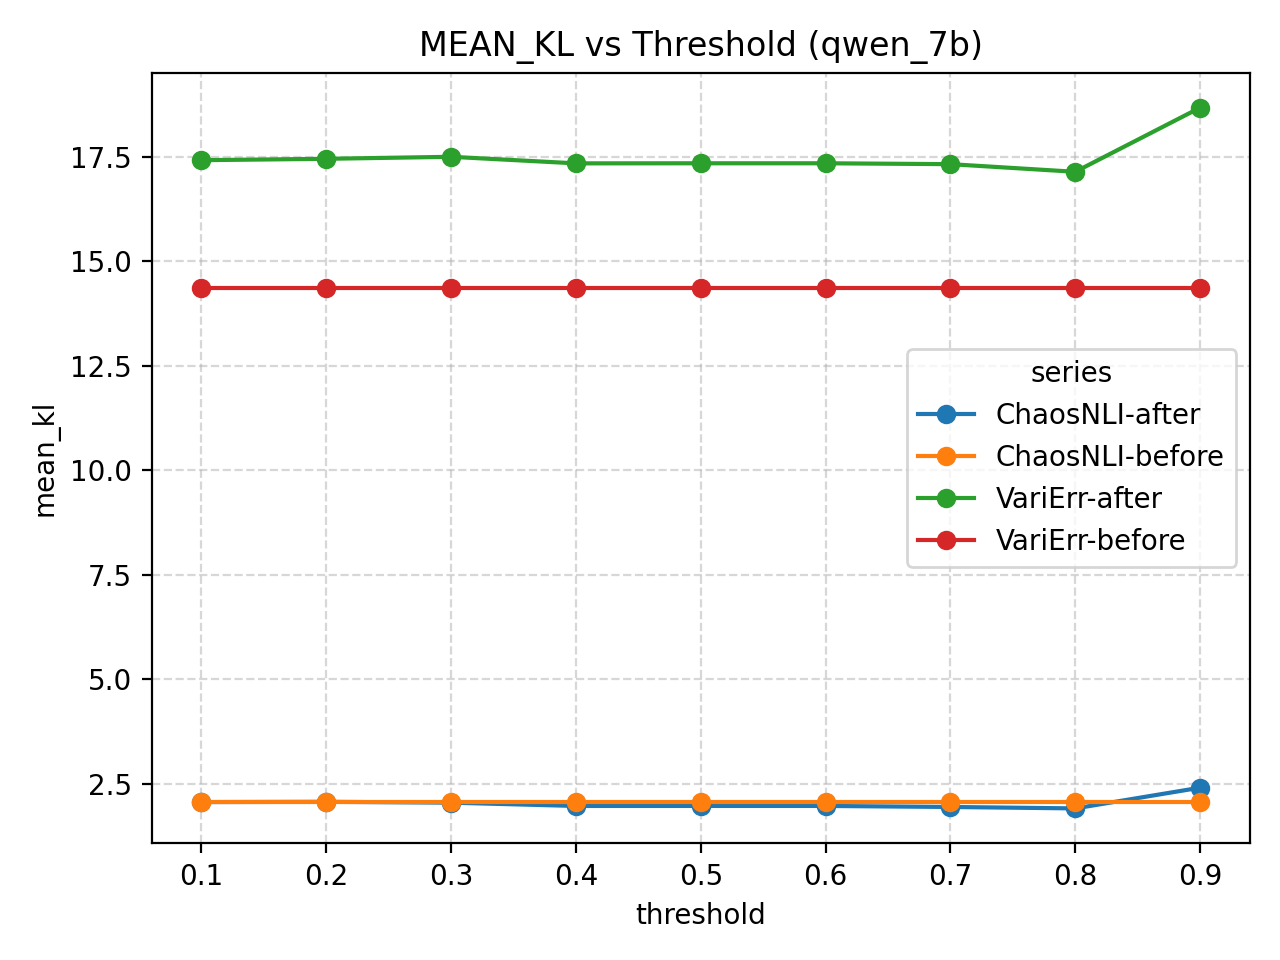 MEAN_KL vs Threshold (qwen_7b)
17.5
15.0
12.5
10.0
7.5
5.0
2.5
mean_kl
series
ChaosNLI-after
ChaosNLI-before
VariErr-after
VariErr-before
0.1 0.2 0.3 0.4 0.5 0.6 0.7 0.8 0.9
threshold